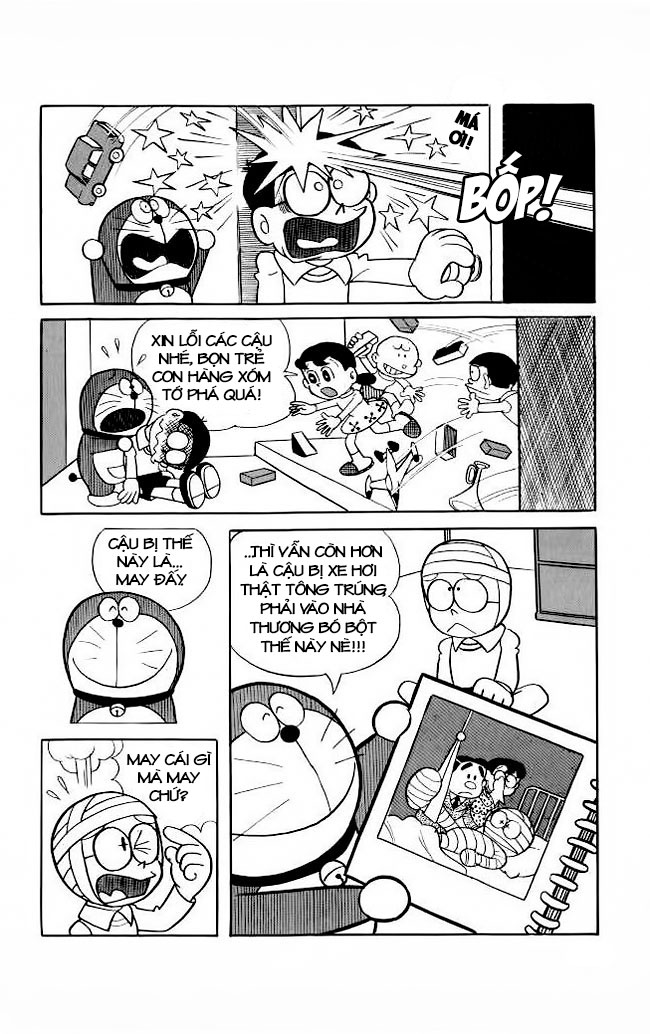 MÁ
ƠI!
BỐP!
XIN LỖI CÁC CẬU
NHÉ, BỌN TRẺ
CON HÀNG XÓM
TỚ PHÁ QUÁ!
CẬU BỊ THẾ
NÀY LÀ...
MAY ĐẤY
..THÌ VẪN CÒN HƠN
LÀ CẬU BỊ XE HƠI
THẬT TÔNG TRÚNG
PHẢI VÀO NHÀ
THƯƠNG BÓ BỘT
THẾ NÀY NÈ!!!
MAY CÁI GÌ
MÀ MAY
CHỨ?